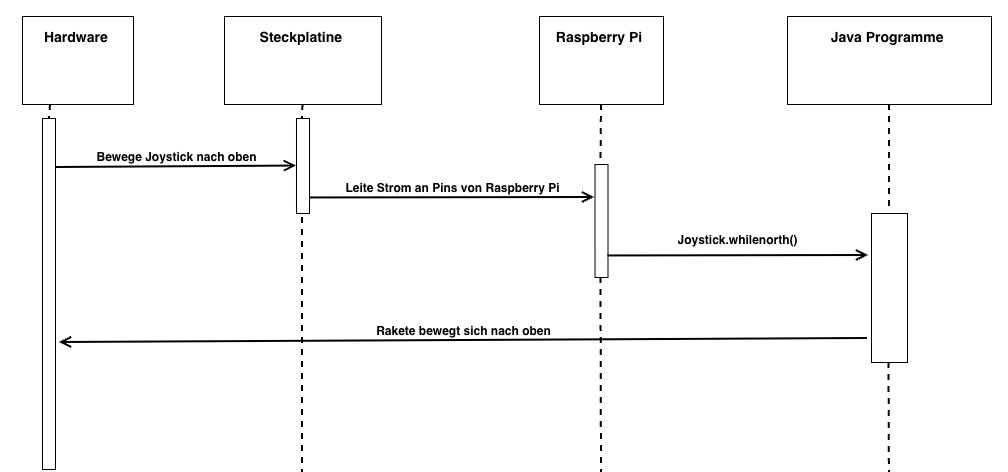 Hardware
Steckplatine
Raspberry Pi
Java Programme
Bewege Joystick nach oben
Leite Strom an Pins von Raspberry Pi
Joystick.whilenorth()
Rakete bewegt sich nach oben